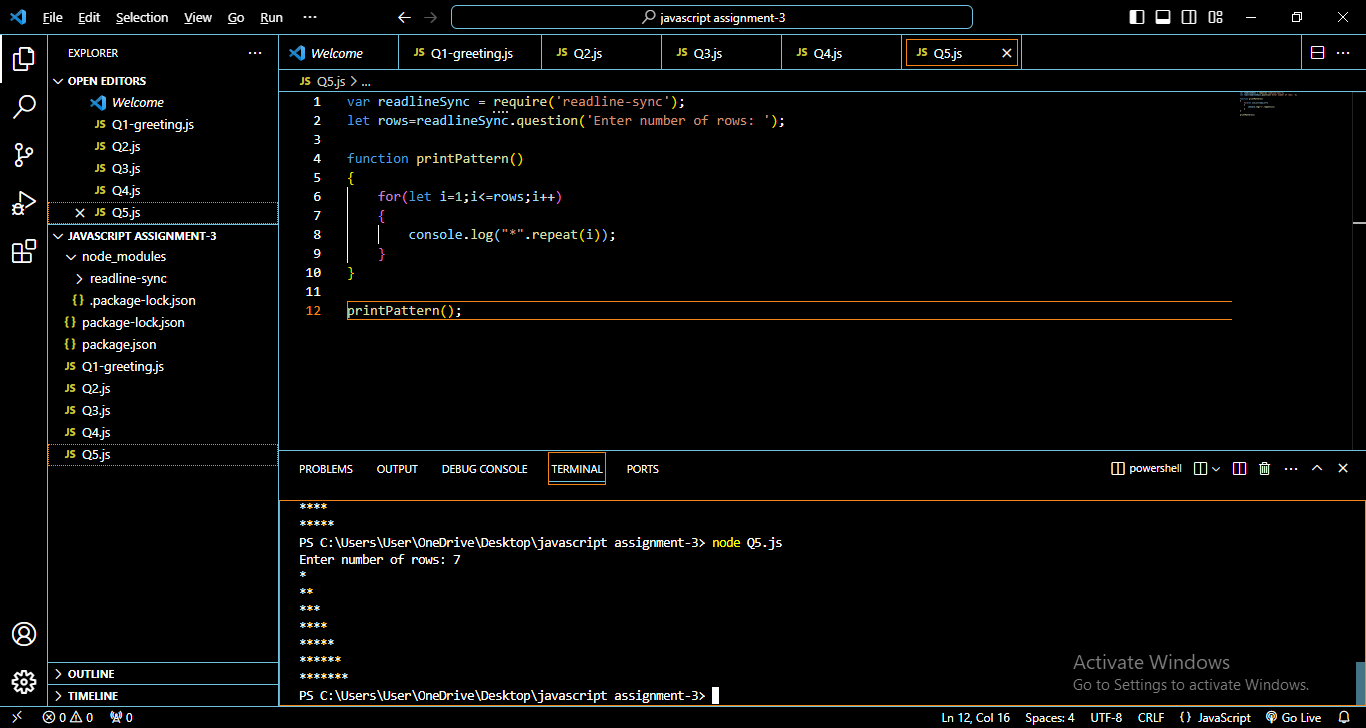 File Edit Selection View Go Run ··· javascript assignment-3
EXPLORER ···
OPEN EDITORS
Welcome
JS Q1-greeting.js
JS Q2.js
JS Q3.js
JS Q4.js
JS Q5.js
JAVASCRIPT ASSIGNMENT-3
node_modules
readline-sync
{} .package-lock.json
{} package-lock.json
{} package.json
JS Q1-greeting.js
JS Q2.js
JS Q3.js
JS Q4.js
JS Q5.js
OUTLINE
TIMELINE
Welcome JS Q1-greeting.js JS Q2.js JS Q3.js JS Q4.js JS Q5.js
JS Q5.js > ...
1 var readlineSync = require('readline-sync');
2 let rows=readlineSync.question('Enter number of rows: ');
3
4 function printPattern()
5 {
6 for(let i=1;i<=rows;i++)
7 {
8 console.log("*".repeat(i));
9 }
10 }
11
12 printPattern();
PROBLEMS OUTPUT DEBUG CONSOLE TERMINAL PORTS powershell
****
*****
PS C:\Users\User\OneDrive\Desktop\javascript assignment-3> node Q5.js
Enter number of rows: 7
*
**
***
****
*****
******
*******
PS C:\Users\User\OneDrive\Desktop\javascript assignment-3>
Activate Windows
Go to Settings to activate Windows.
0 0 0 Ln 12, Col 16 Spaces: 4 UTF-8 CRLF {} JavaScript Go Live